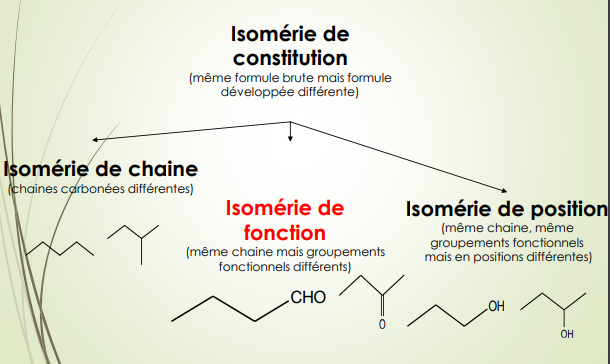 Isomérie de
constitution
(même formule brute mais formule
développée différente)
Isomérie de chaine
(chaines carbonées différentes)
Isomérie de
fonction
(même chaine mais groupements
fonctionnels différents)
CHO
O
Isomérie de position
(même chaine, même
groupements fonctionnels
mais en positions différentes)
OH
OH